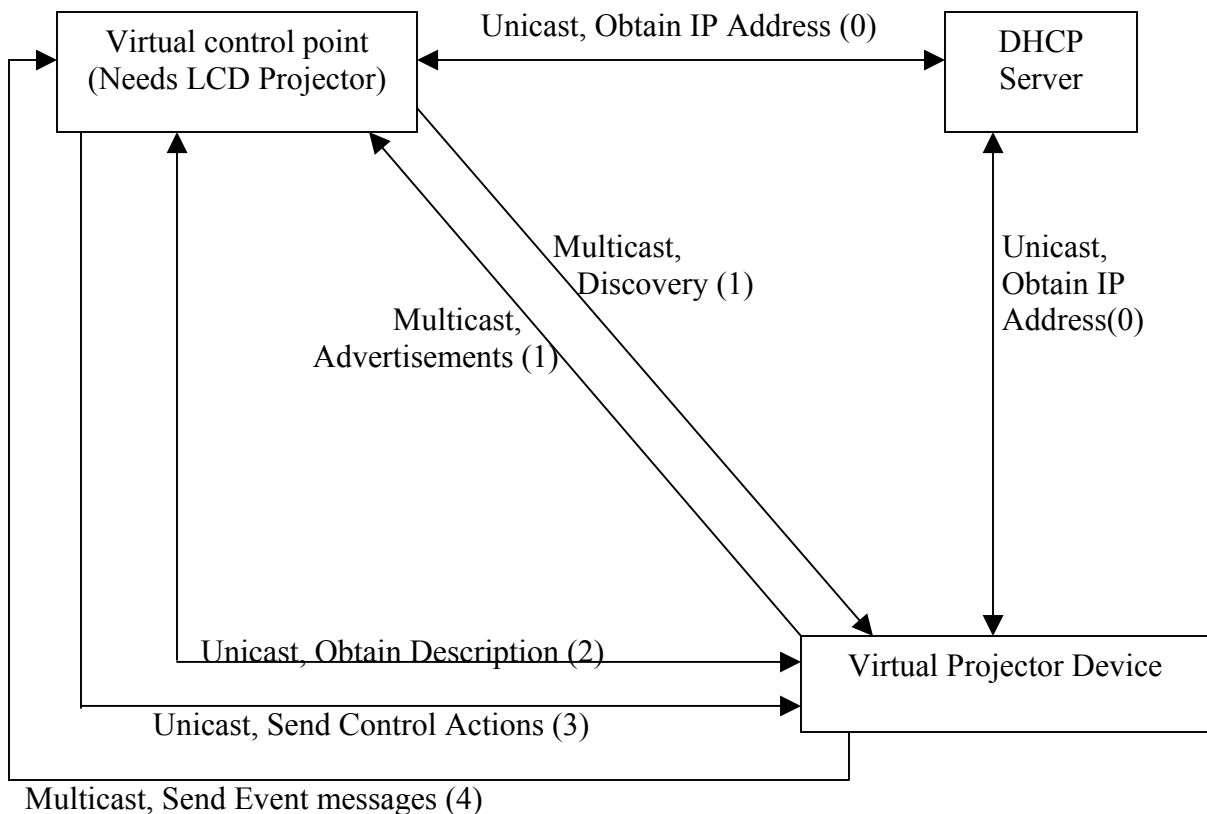 Unicast, Obtain IP Address (0)
Virtual control point
(Needs LCD Projector)
DHCP
Server
Multicast,
Discovery (1)
Unicast,
Obtain IP
Address(0)
Multicast,
Advertisements (1)
Unicast, Obtain Description (2)
Virtual Projector Device
Unicast, Send Control Actions (3)
Multicast, Send Event messages (4)